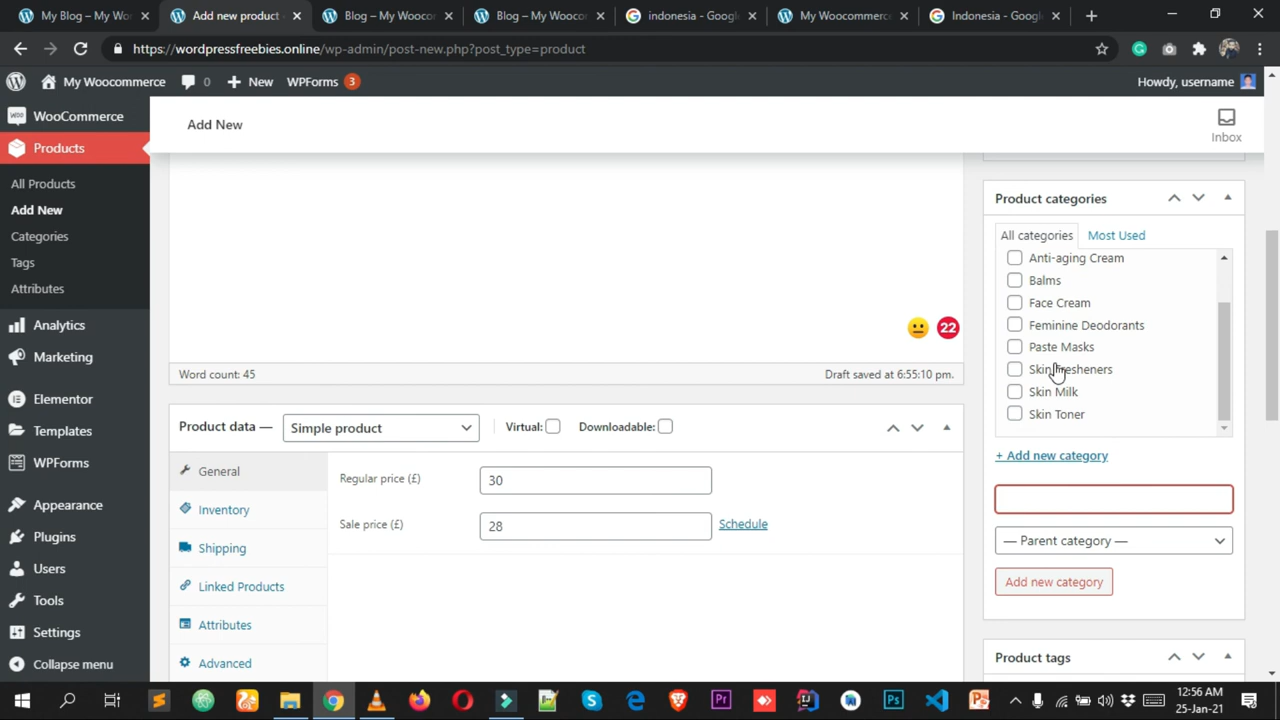 My Blog – My Woo
Add new product
Blog – My Wooco
Blog – My Wooco
indonesia - Goog
My Woocommerc
Indonesia - Goog
https://wordpressfreebies.online/wp-admin/post-new.php?post_type=product
My Woocommerce
0
New
WPForms 3
Howdy, username
WooCommerce
Products
All Products
Add New
Categories
Tags
Attributes
Analytics
Marketing
Elementor
Templates
WPForms
Appearance
Plugins
Users
Tools
Settings
Collapse menu
Add New
Inbox
22
Word count: 45
Draft saved at 6:55:10 pm.
Product data —
Simple product
Virtual:
Downloadable:
General
Inventory
Shipping
Linked Products
Attributes
Advanced
Regular price (£)
30
Sale price (£)
28
Schedule
Product categories
All categories
Most Used
Anti-aging Cream
Balms
Face Cream
Feminine Deodorants
Paste Masks
Skin Fresheners
Skin Milk
Skin Toner
+ Add new category
— Parent category —
Add new category
Product tags
Pr
Ps
12:56 AM
25-Jan-21